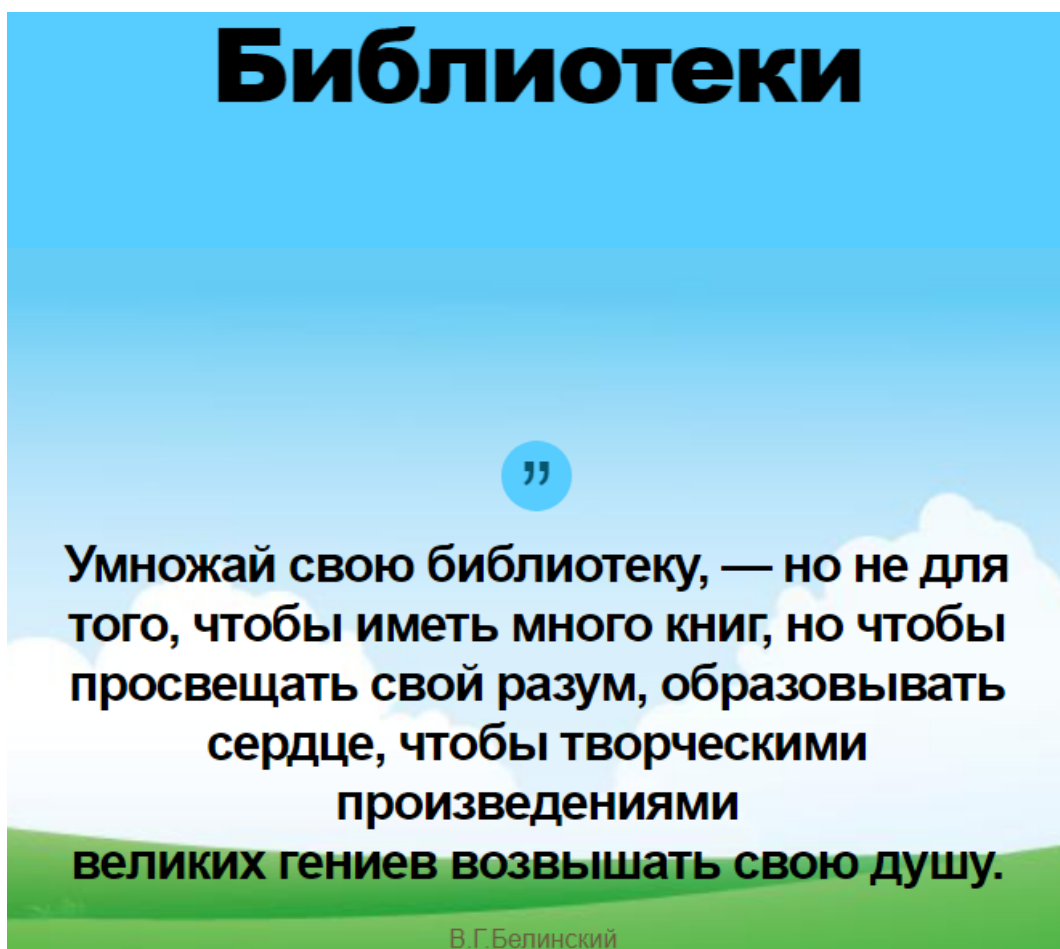 Библиотеки
”
Умножай свою библиотеку, — но не для
того, чтобы иметь много книг, но чтобы
просвещать свой разум, образовывать
сердце, чтобы творческими
произведениями
великих гениев возвышать свою душу.
В.Г.Белинский